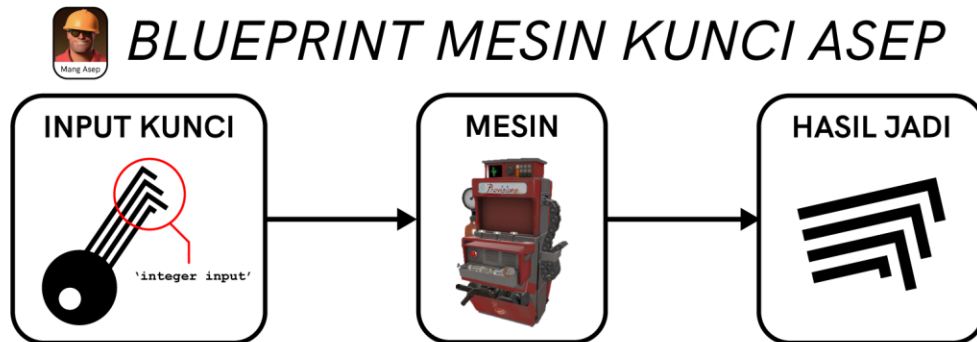 BLUEPRINT MESIN KUNCI ASEP
Mang Asep
INPUT KUNCI
'integer input'
MESIN
HASIL JADI